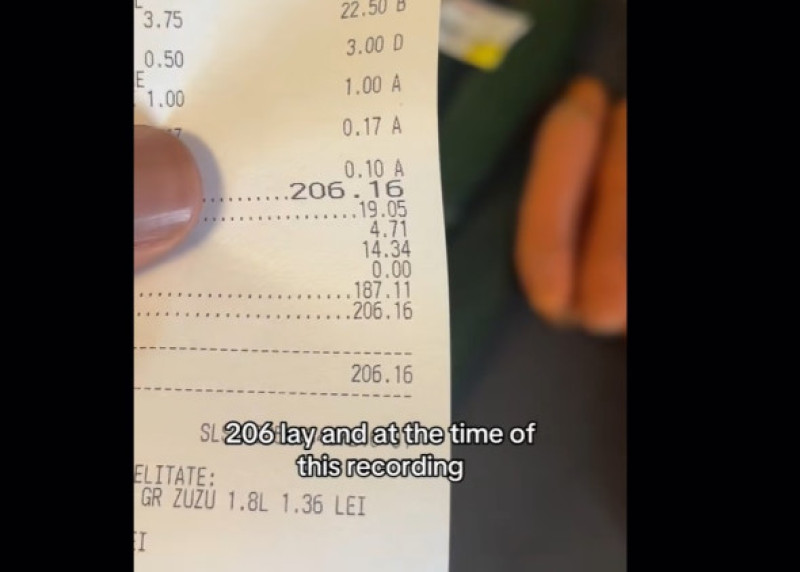 3.75
22.50 B
0.50
3.00 D
E
1.00
1.00 A
0.17 A
0.10 A
.........206.16
..............19.05
4.71
14.34
0.00
.....................187.11
.....................206.16
206.16
206 lay and at the time of
this recording
ELITATE:
GR ZUZU 1.8L 1.36 LEI